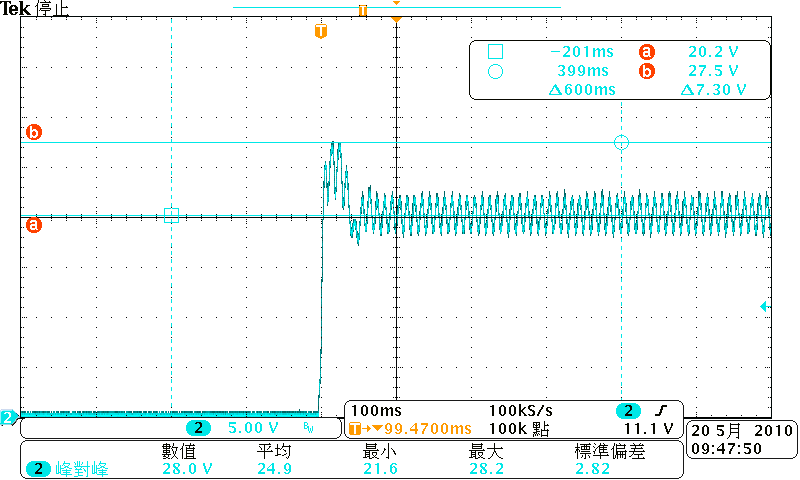 Tek 停止
T
T
−201ms a 20.2 V
399ms b 27.5 V
Δ600ms Δ7.30 V
b
a
2
2 5.00 V BW
100ms 100kS/s 2
T→▼99.4700ms 100k 點 11.1 V
20 5月 2010
09:47:50
數值 平均 最小 最大 標準偏差
2 峰對峰 28.0 V 24.9 21.6 28.2 2.82